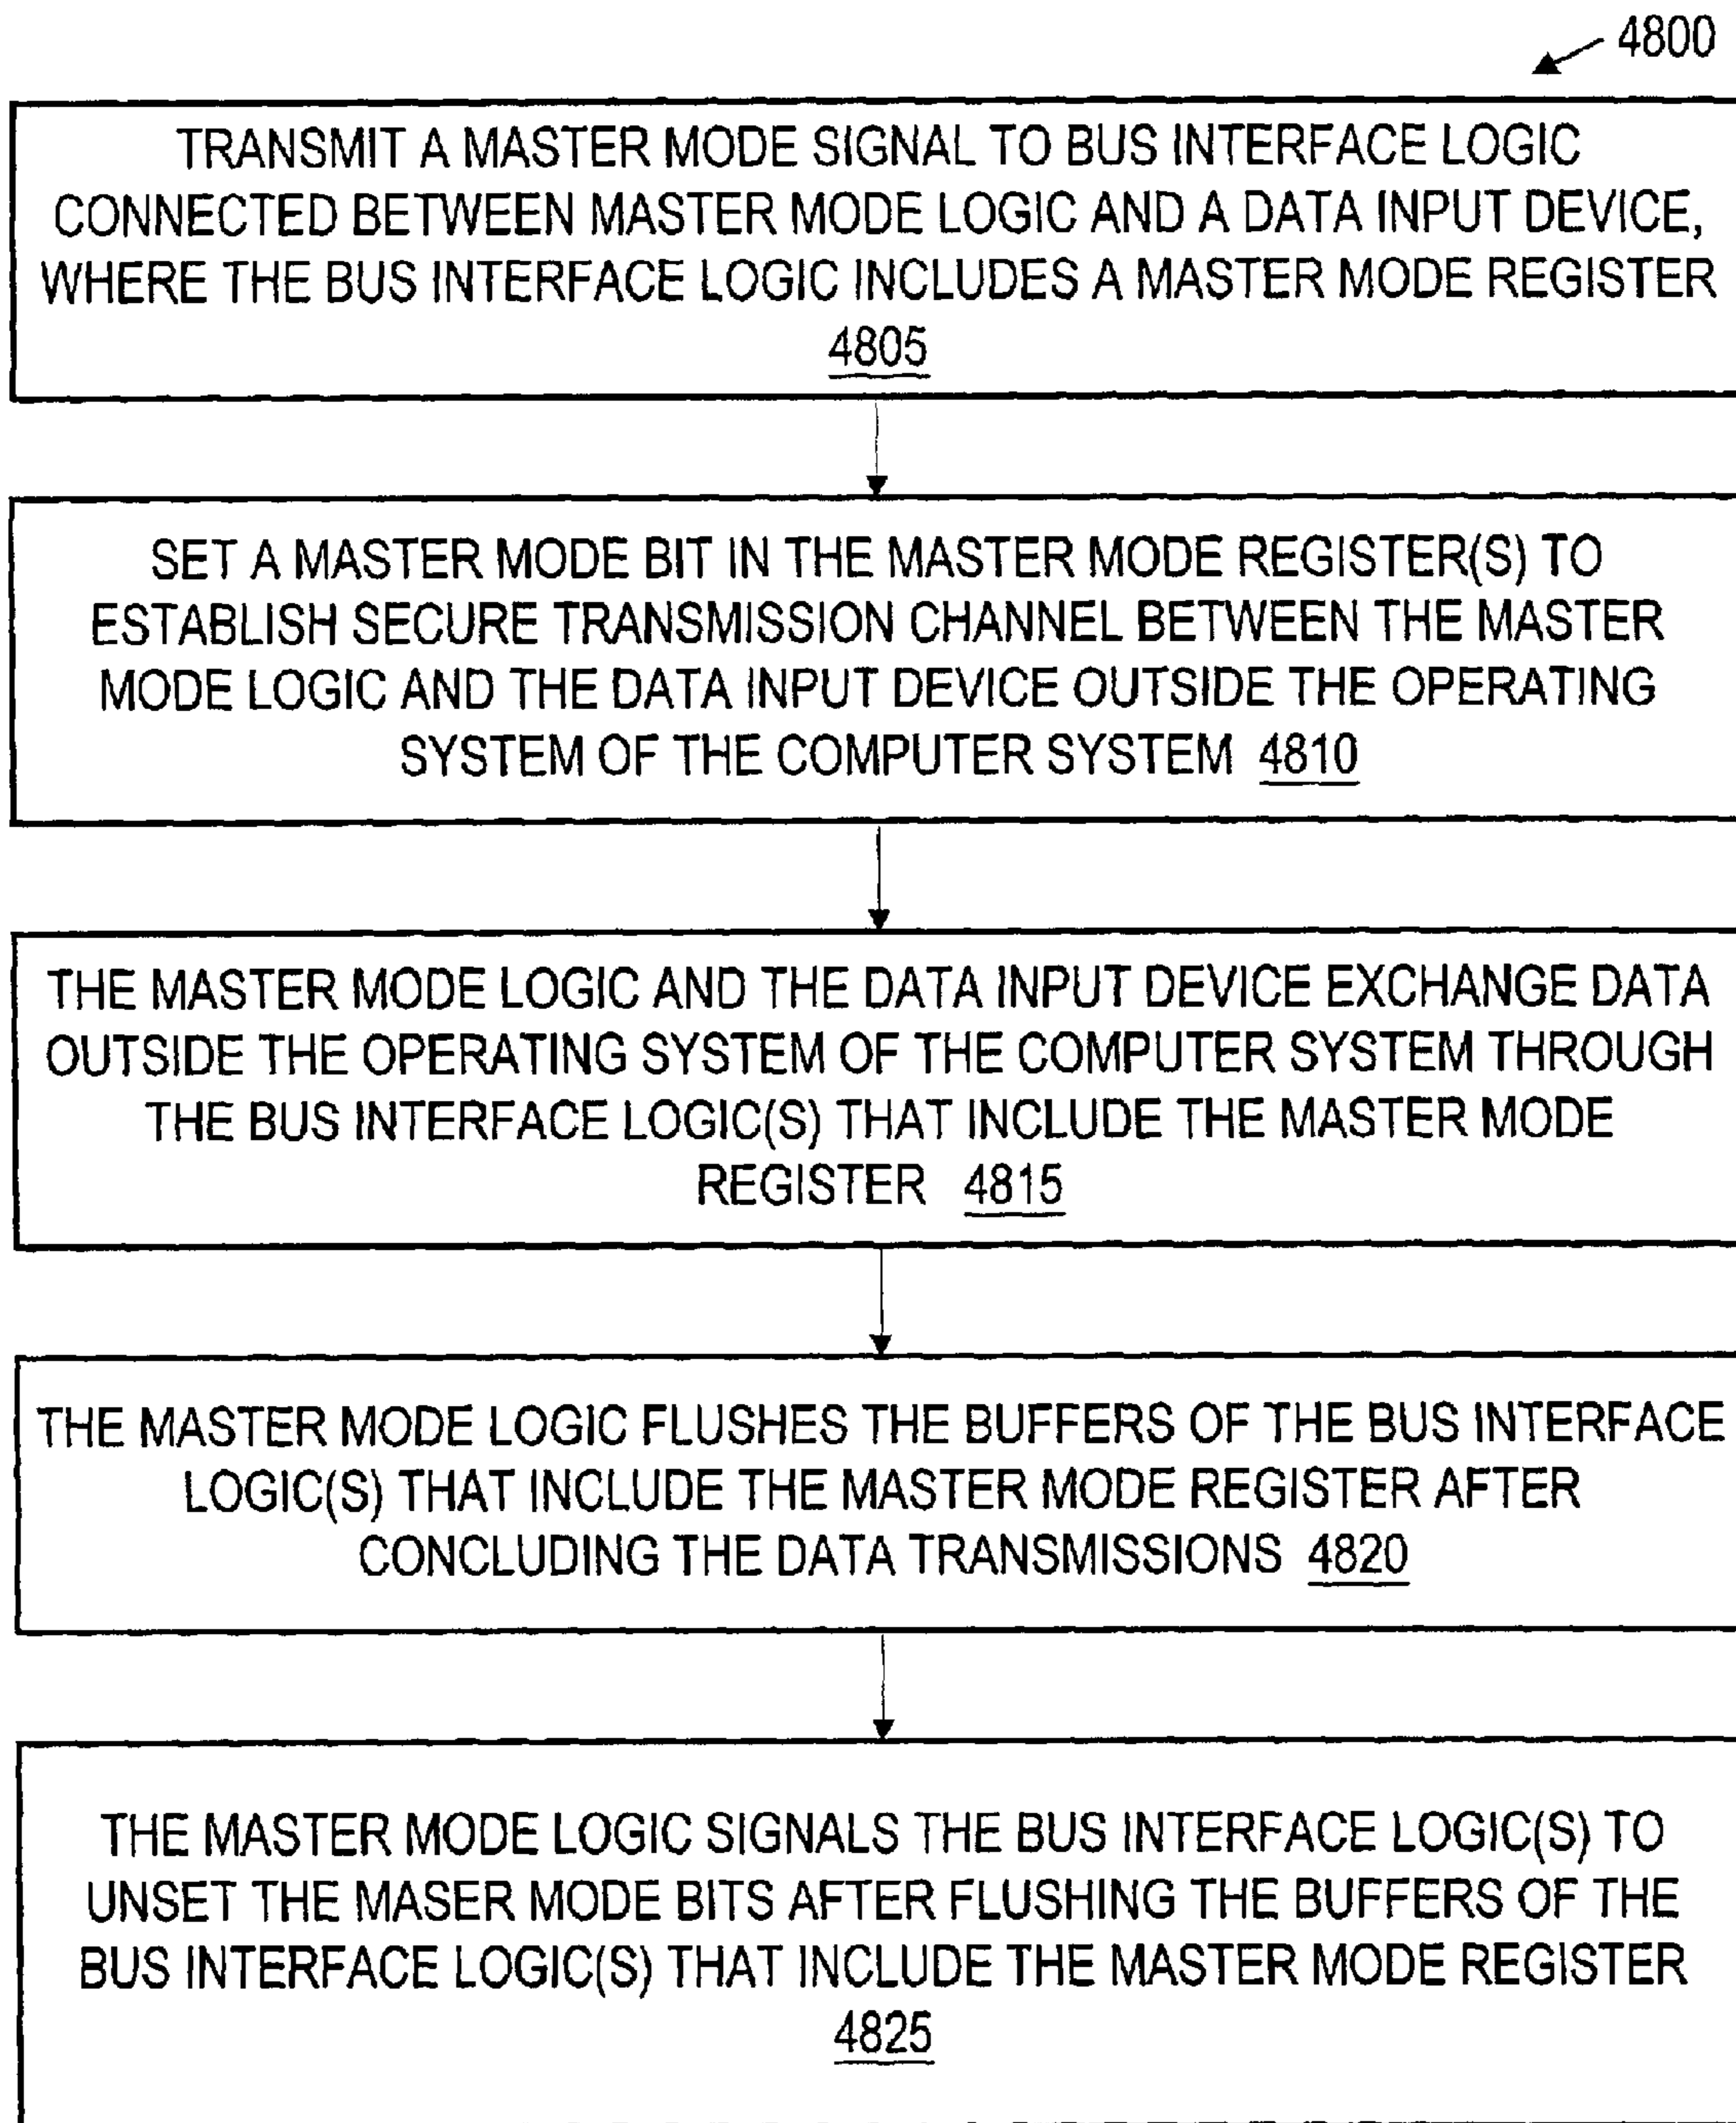 4800
TRANSMIT A MASTER MODE SIGNAL TO BUS INTERFACE LOGIC
CONNECTED BETWEEN MASTER MODE LOGIC AND A DATA INPUT DEVICE,
WHERE THE BUS INTERFACE LOGIC INCLUDES A MASTER MODE REGISTER
4805
SET A MASTER MODE BIT IN THE MASTER MODE REGISTER(S) TO
ESTABLISH SECURE TRANSMISSION CHANNEL BETWEEN THE MASTER
MODE LOGIC AND THE DATA INPUT DEVICE OUTSIDE THE OPERATING
SYSTEM OF THE COMPUTER SYSTEM 4810
THE MASTER MODE LOGIC AND THE DATA INPUT DEVICE EXCHANGE DATA
OUTSIDE THE OPERATING SYSTEM OF THE COMPUTER SYSTEM THROUGH
THE BUS INTERFACE LOGIC(S) THAT INCLUDE THE MASTER MODE
REGISTER 4815
THE MASTER MODE LOGIC FLUSHES THE BUFFERS OF THE BUS INTERFACE
LOGIC(S) THAT INCLUDE THE MASTER MODE REGISTER AFTER
CONCLUDING THE DATA TRANSMISSIONS 4820
THE MASTER MODE LOGIC SIGNALS THE BUS INTERFACE LOGIC(S) TO
UNSET THE MASER MODE BITS AFTER FLUSHING THE BUFFERS OF THE
BUS INTERFACE LOGIC(S) THAT INCLUDE THE MASTER MODE REGISTER
4825